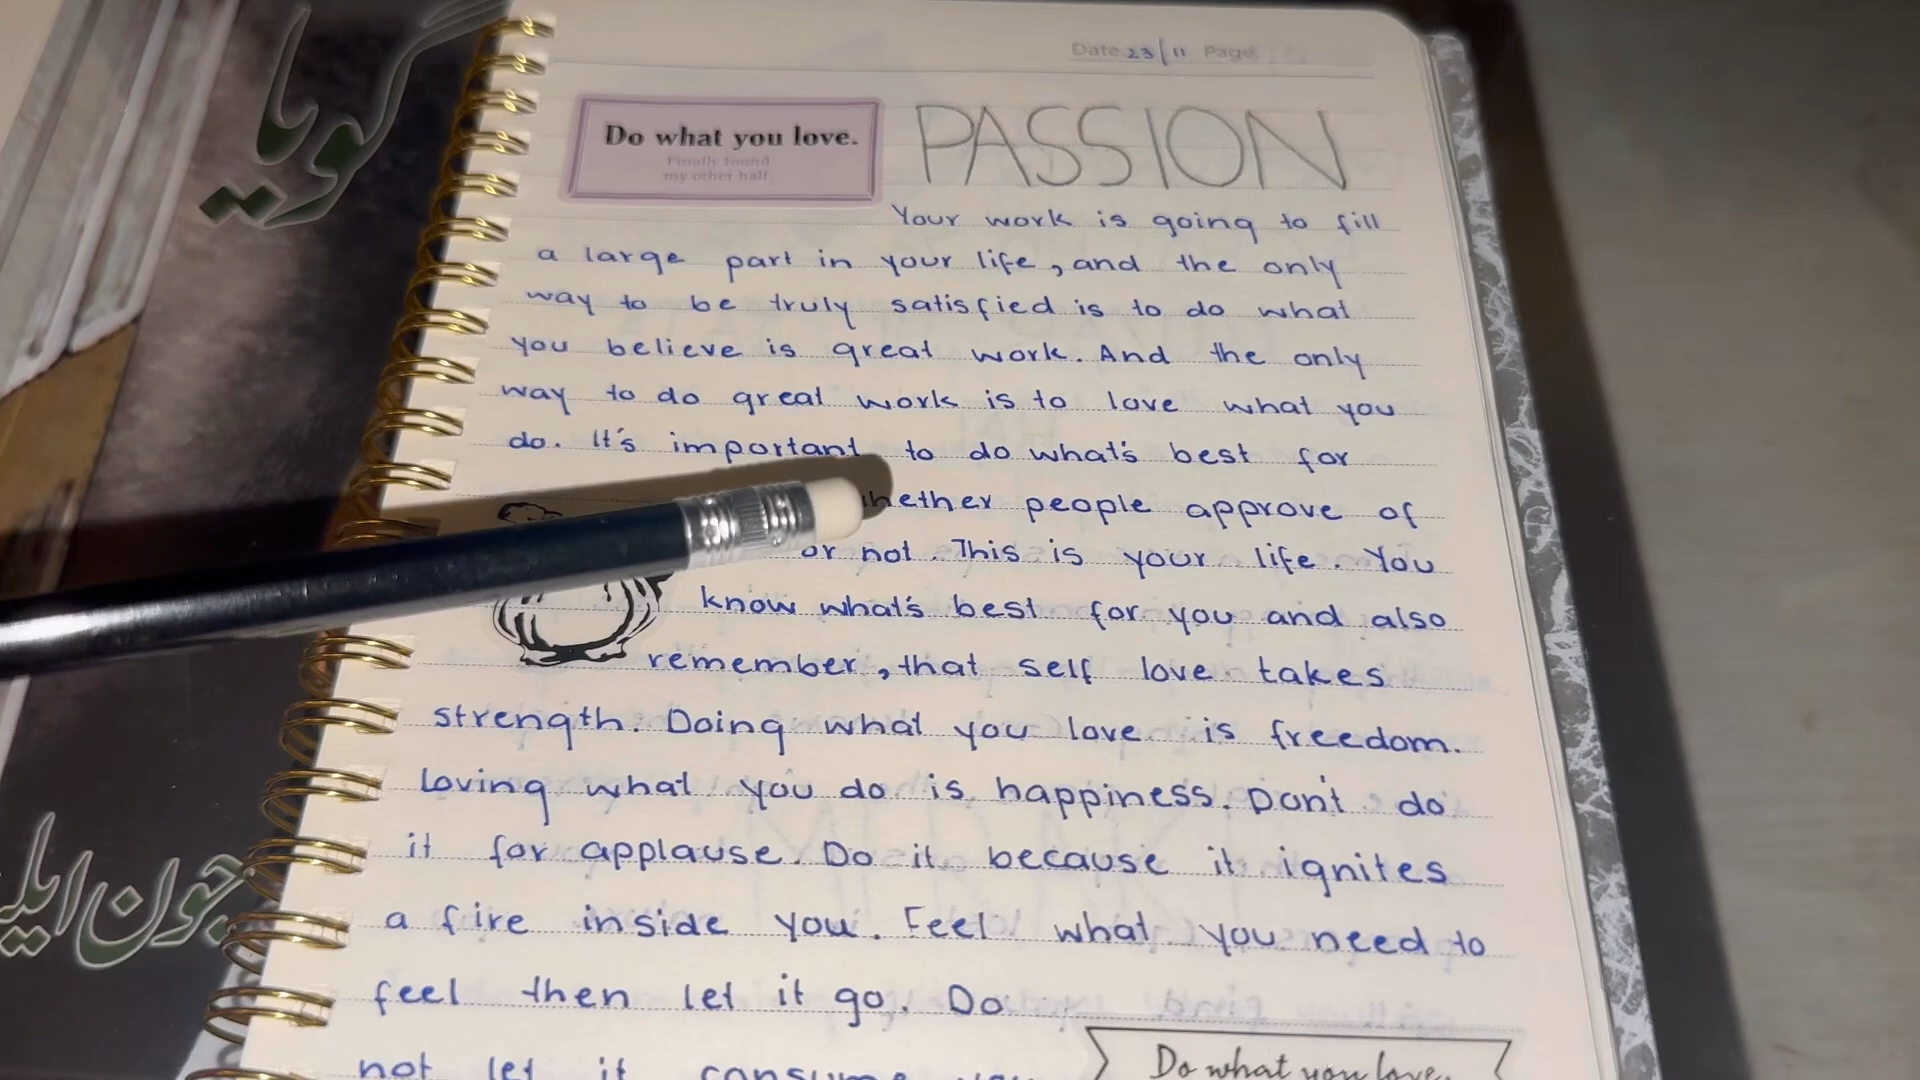 گویا
جون ایلیا
Date 23/11 Page
Do what you love.
Finally found
my other half.
PASSION
Your work is going to fill
a large part in your life, and the only
way to be truly satisfied is to do what
you believe is great work. And the only
way to do great work is to love what you
do. It's important to do what's best for
whether people approve of
or not. This is your life. You
know what's best for you and also
remember, that self love takes
strength. Doing what you love is freedom.
Loving what you do is happiness. Don't do
it for applause. Do it because it ignites
a fire inside you. Feel what you need to
feel then let it go. Do
not let it consume you
Do what you love.